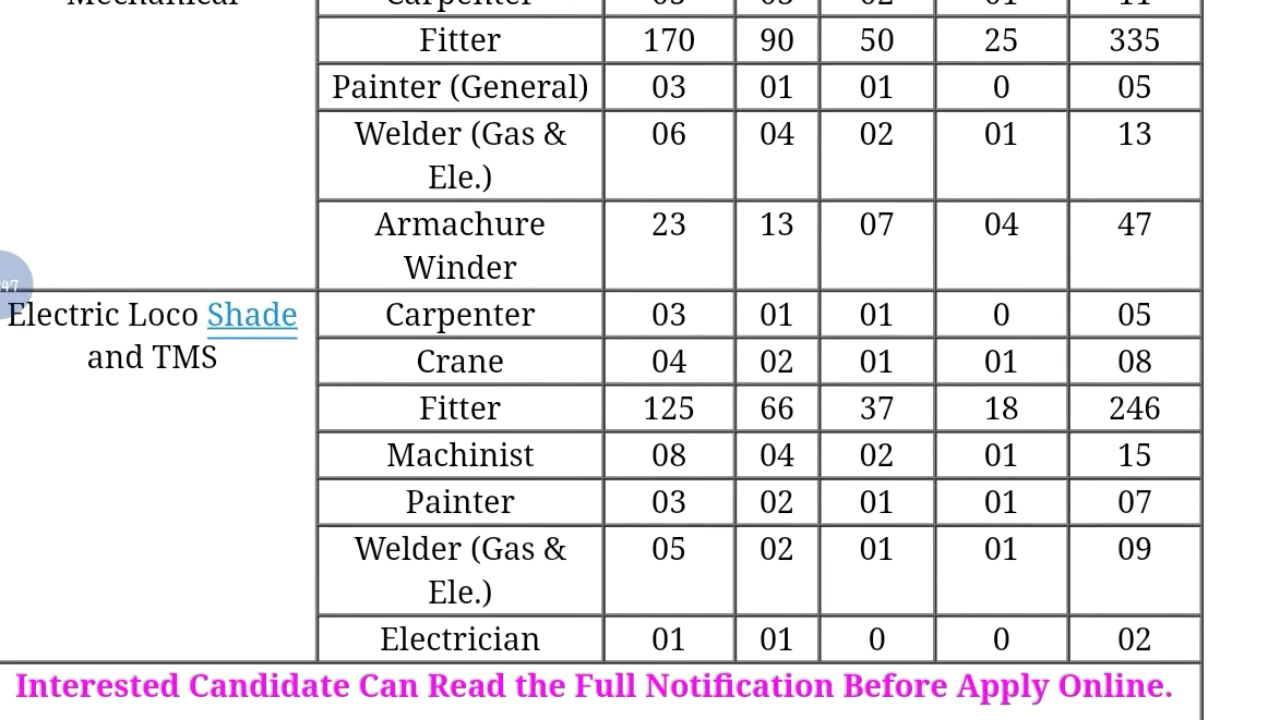 Fitter 170 90 50 25 335
Painter (General) 03 01 01 0 05
Welder (Gas & 06 04 02 01 13
Ele.)
Armachure 23 13 07 04 47
Winder
Electric Loco Shade Carpenter 03 01 01 0 05
and TMS Crane 04 02 01 01 08
Fitter 125 66 37 18 246
Machinist 08 04 02 01 15
Painter 03 02 01 01 07
Welder (Gas & 05 02 01 01 09
Ele.)
Electrician 01 01 0 0 02
Interested Candidate Can Read the Full Notification Before Apply Online.